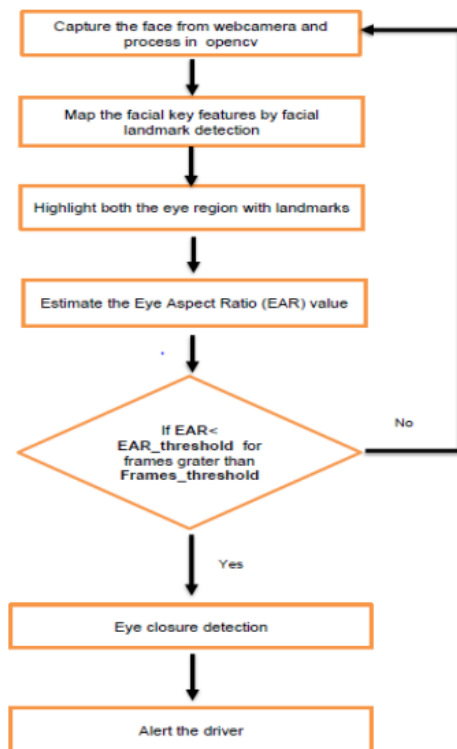 Capture the face from webcamera and
process in opencv
Map the facial key features by facial
landmark detection
Highlight both the eye region with landmarks
Estimate the Eye Aspect Ratio (EAR) value
If EAR<
EAR_threshold for
frames grater than
Frames_threshold
No
Yes
Eye closure detection
Alert the driver